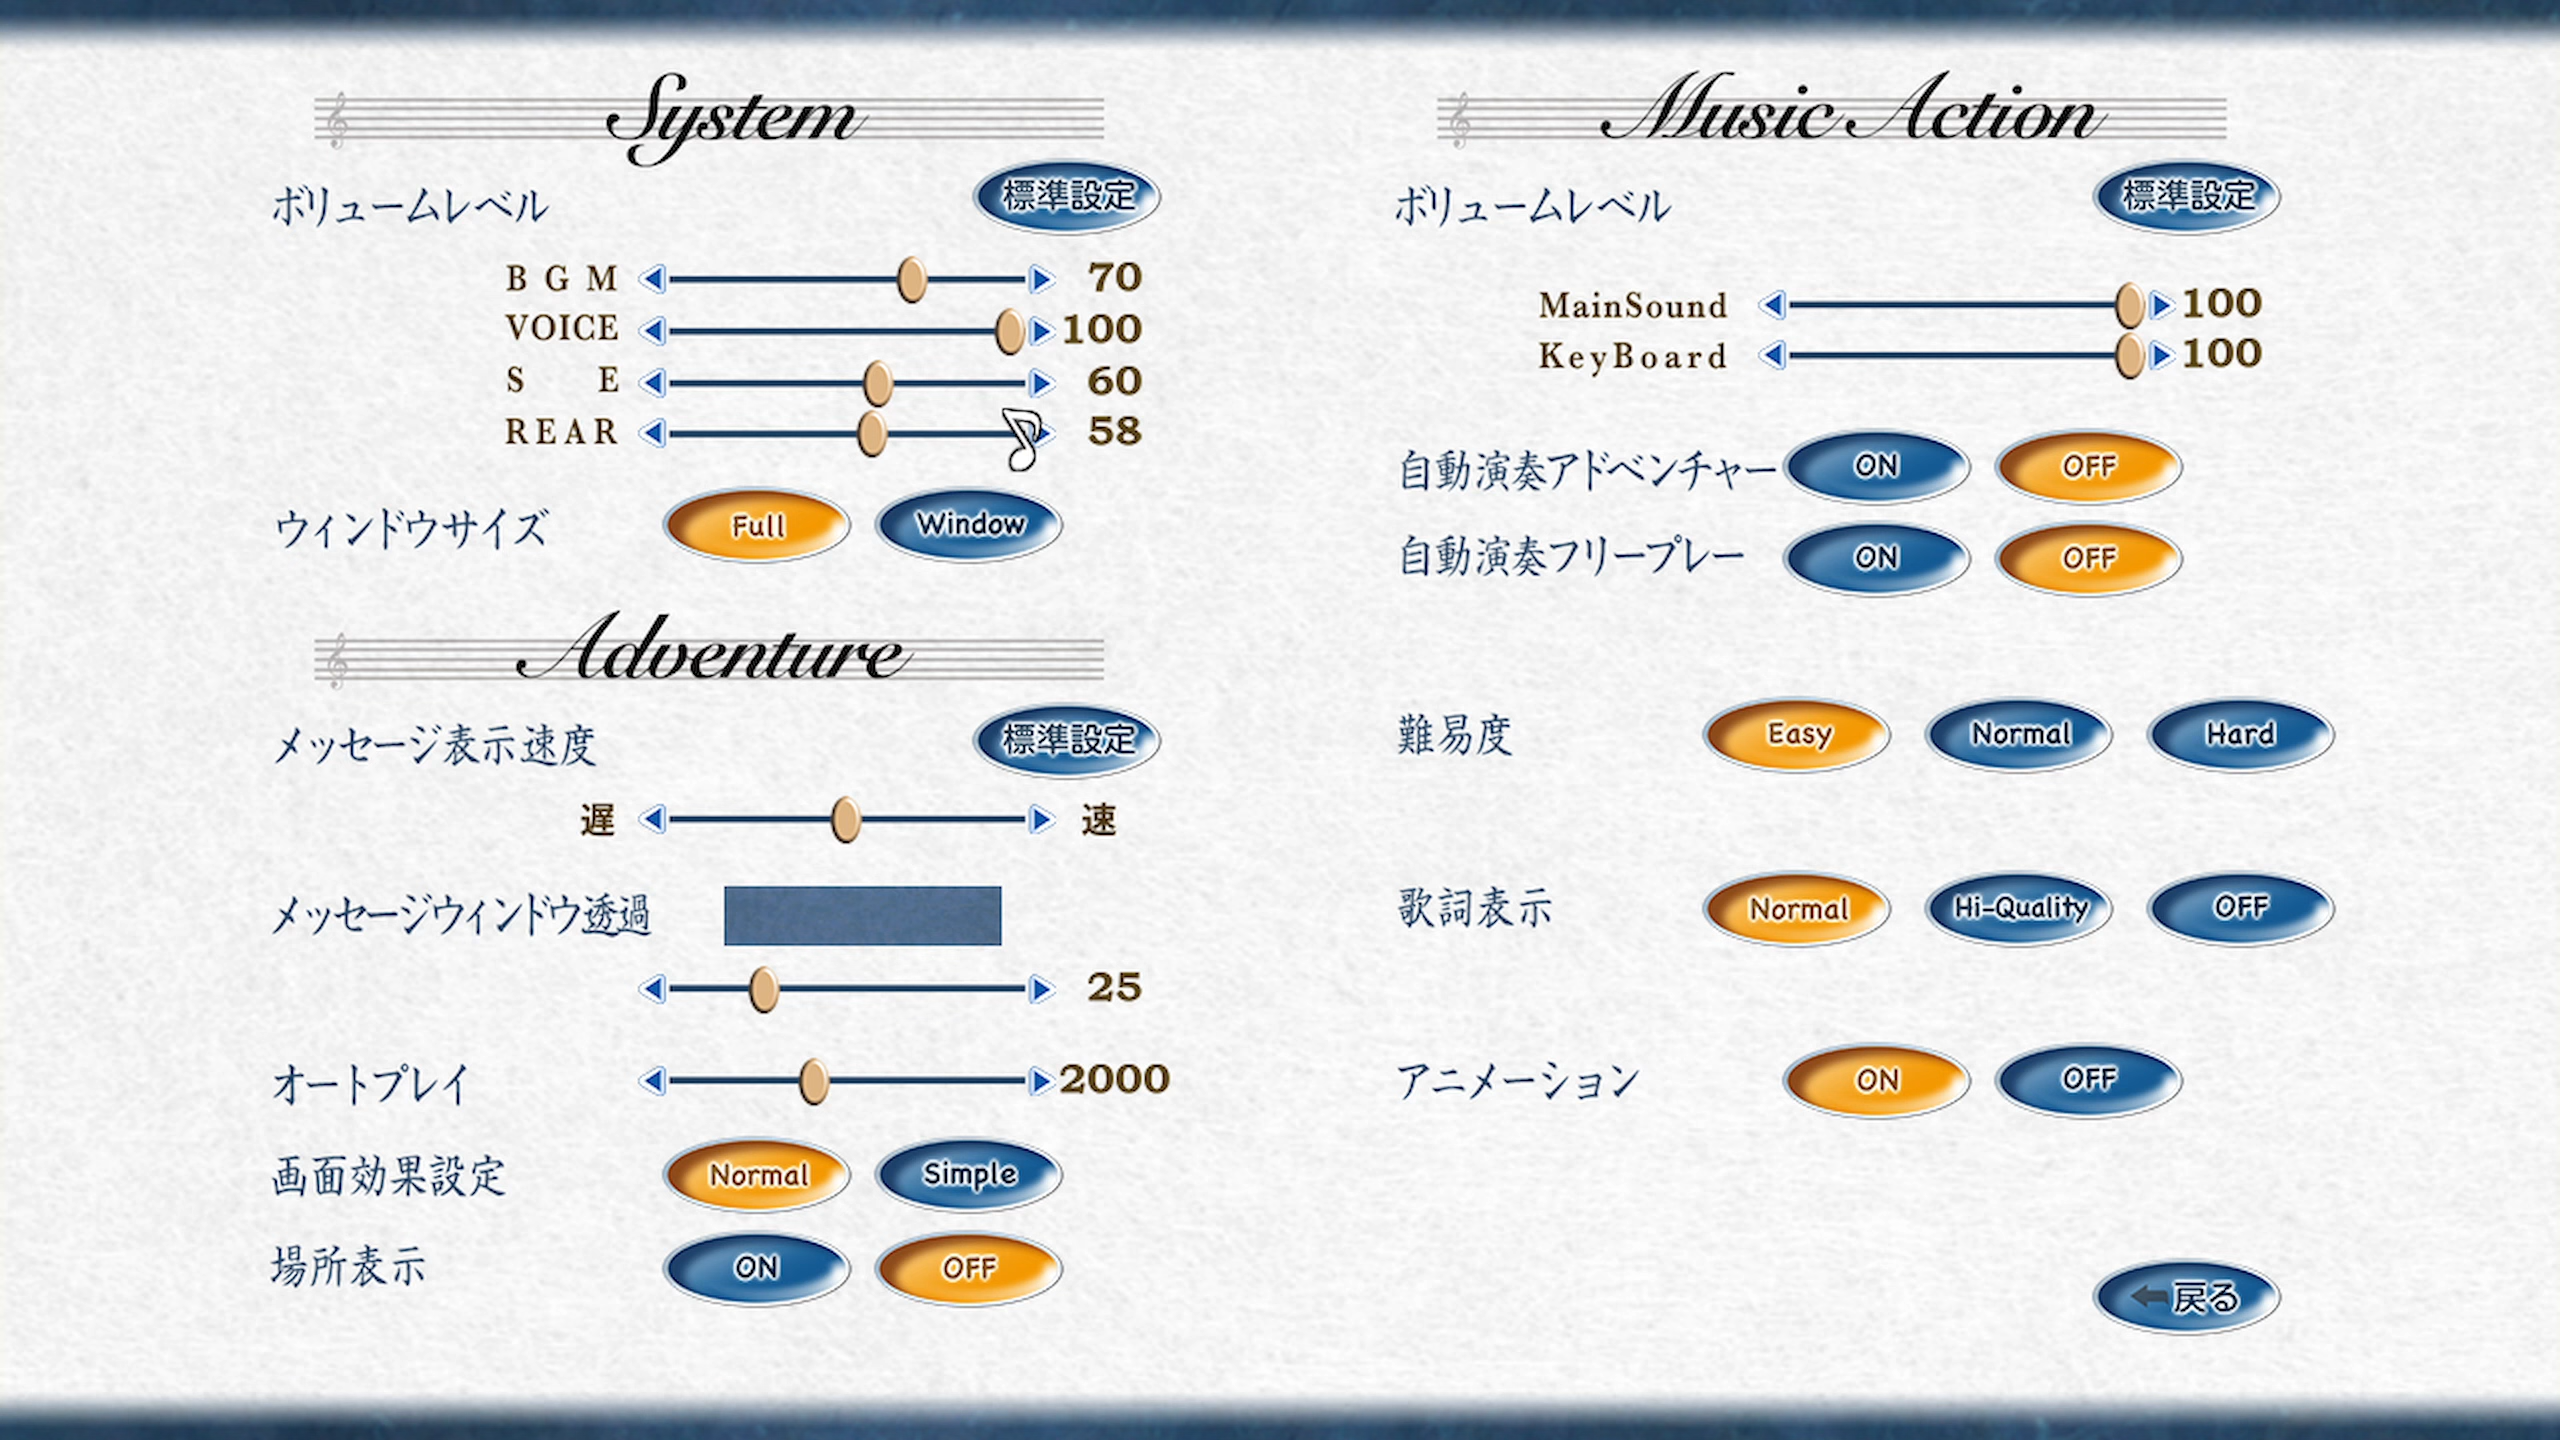 System
ボリュームレベル 標準設定
BGM 70
VOICE 100
SE 60
REAR 58
ウィンドウサイズ Full Window
Adventure
メッセージ表示速度 標準設定
遅 速
メッセージウィンドウ透過
25
オートプレイ 2000
画面効果設定 Normal Simple
場所表示 ON OFF
Music Action
ボリュームレベル 標準設定
MainSound 100
KeyBoard 100
自動演奏アドベンチャー ON OFF
自動演奏フリープレー ON OFF
難易度 Easy Normal Hard
歌詞表示 Normal Hi-Quality OFF
アニメーション ON OFF
戻る